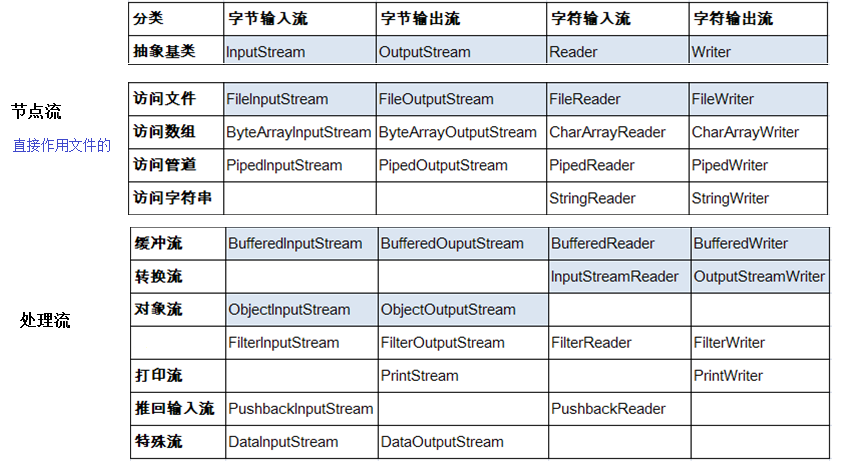 分类 字节输入流 字节输出流 字符输入流 字符输出流
抽象基类 InputStream OutputStream Reader Writer
节点流
直接作用文件的
访问文件 FileInputStream FileOutputStream FileReader FileWriter
访问数组 ByteArrayInputStream ByteArrayOutputStream CharArrayReader CharArrayWriter
访问管道 PipedInputStream PipedOutputStream PipedReader PipedWriter
访问字符串 StringReader StringWriter
处理流
缓冲流 BufferedInputStream BufferedOuputStream BufferedReader BufferedWriter
转换流 InputStreamReader OutputStreamWriter
对象流 ObjectInputStream ObjectOutputStream
FilterInputStream FilterOutputStream FilterReader FilterWriter
打印流 PrintStream PrintWriter
推回输入流 PushbackInputStream PushbackReader
特殊流 DataInputStream DataOutputStream